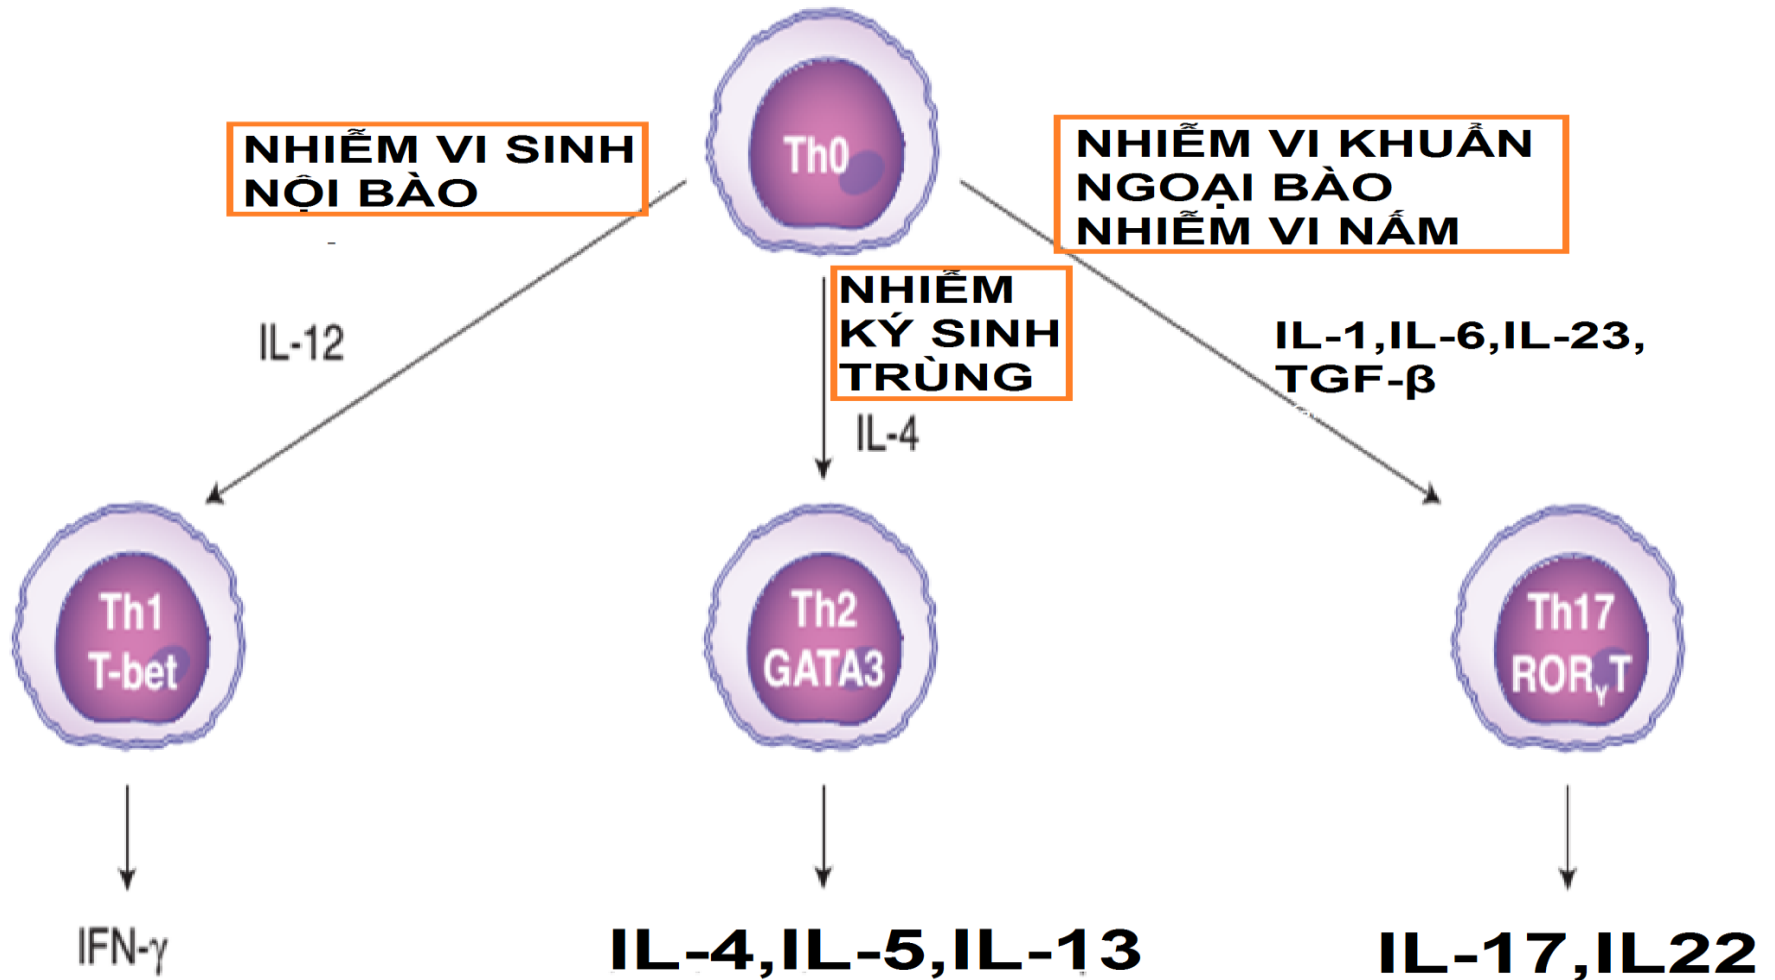 Th0
NHIỄM VI SINH
NỘI BÀO
NHIỄM VI KHUẨN
NGOẠI BÀO
NHIỄM VI NẤM
NHIỄM
KÝ SINH
TRÙNG
IL-12
IL-4
IL-1,IL-6,IL-23,
TGF-β
Th1
T-bet
Th2
GATA3
Th17
RORγT
IFN-γ
IL-4,IL-5,IL-13
IL-17,IL22